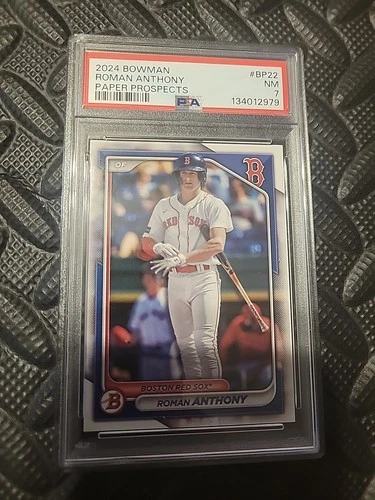 2024 BOWMAN #BP22
ROMAN ANTHONY NM
PAPER PROSPECTS 7
PSA 134012979
OF B
B
RED SOX
BOSTON RED SOX®
B ROMAN ANTHONY